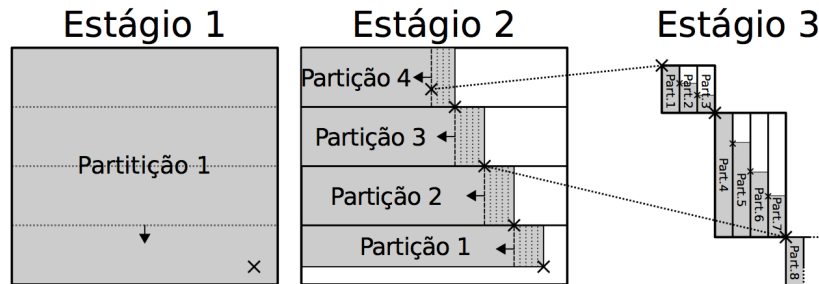 Estágio 1
Estágio 2
Estágio 3
Partitição 1
Partição 4
Partição 3
Partição 2
Partição 1
Part.1
Part.2
Part.3
Part.4
Part.5
Part.6
Part.7
Part.8